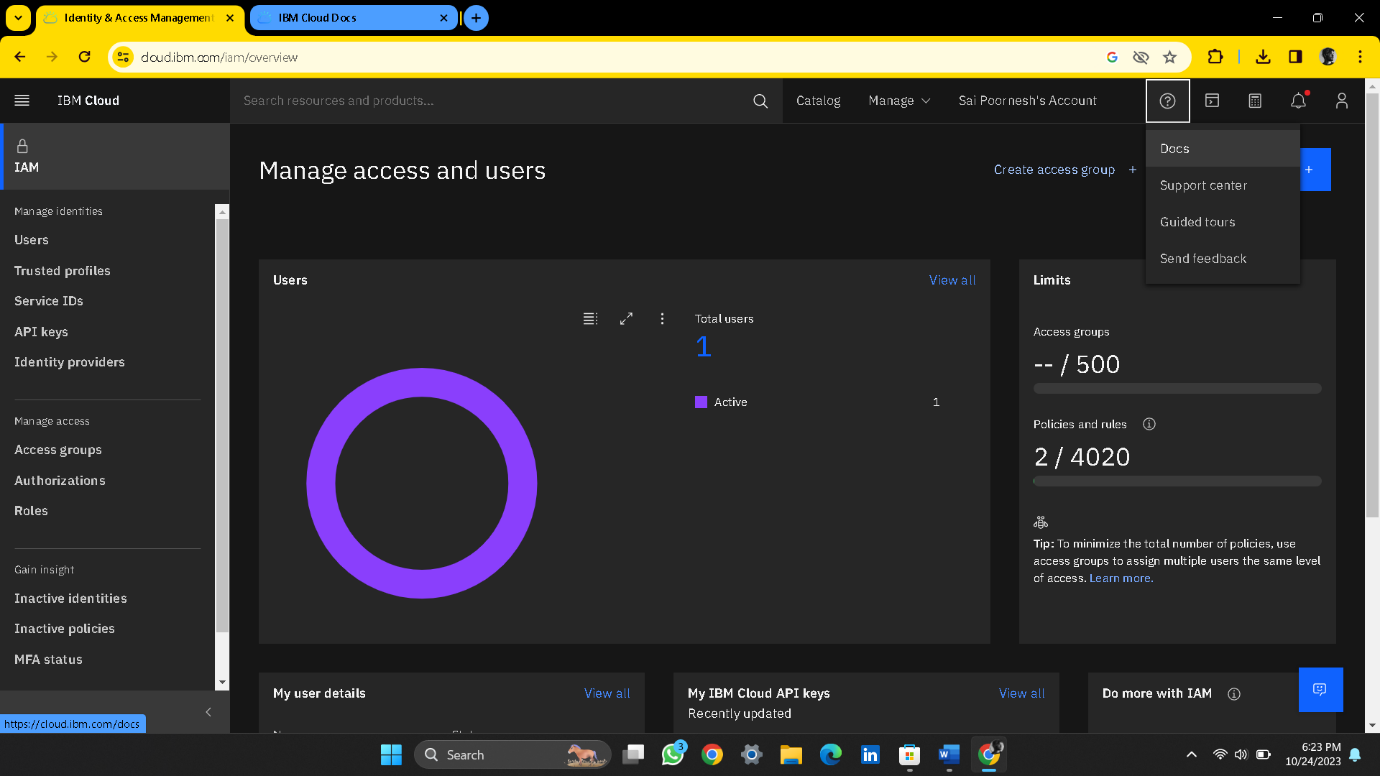 Identity & Access Management
IBM Cloud Docs
cloud.ibm.com/iam/overview
IBM Cloud
Search resources and products...
Catalog
Manage
Sai Poornesh's Account
IAM
Manage identities
Users
Trusted profiles
Service IDs
API keys
Identity providers
Manage access
Access groups
Authorizations
Roles
Gain insight
Inactive identities
Inactive policies
MFA status
https://cloud.ibm.com/docs
Manage access and users
Create access group +
+
Docs
Support center
Guided tours
Send feedback
Users
View all
Total users
1
Active
1
Limits
Access groups
-- / 500
Policies and rules
2 / 4020
Tip: To minimize the total number of policies, use
access groups to assign multiple users the same level
of access. Learn more.
My user details
View all
My IBM Cloud API keys
View all
Recently updated
Do more with IAM
Search
3
6:23 PM
10/24/2023